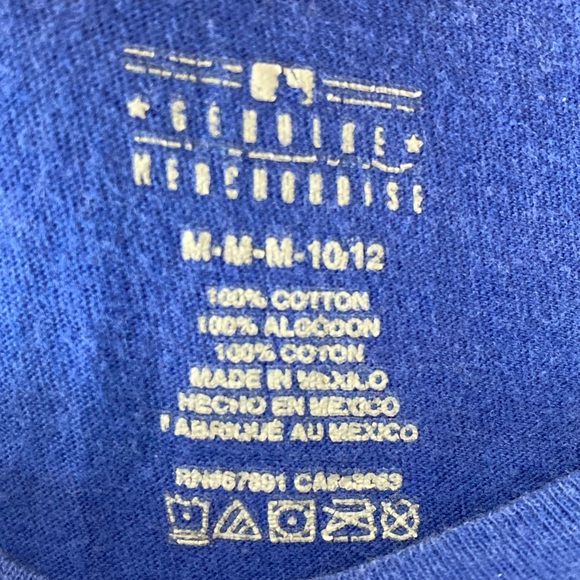 GENUINE
MERCHANDISE
M-M-M-10/12
100% COTTON
100% ALGODON
100% COTON
MADE IN MEXICO
HECHO EN MEXICO
FABRIQUÉ AU MEXICO